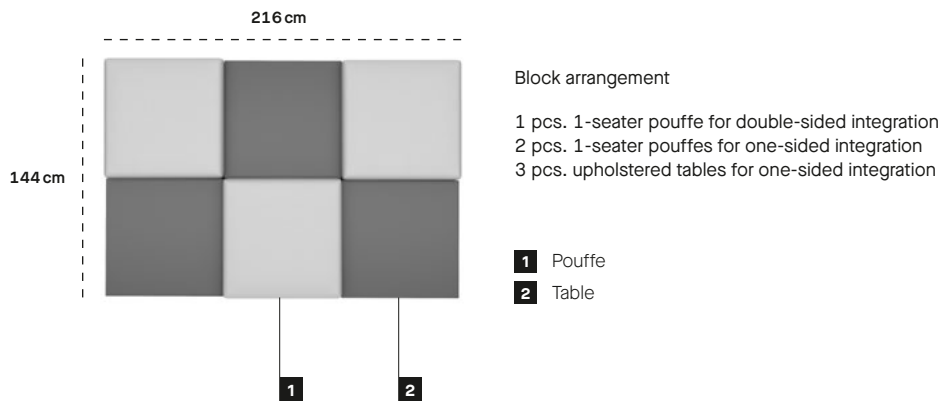 216 cm
144 cm
Block arrangement
1 pcs. 1-seater pouffe for double-sided integration
2 pcs. 1-seater pouffes for one-sided integration
3 pcs. upholstered tables for one-sided integration
1 Pouffe
2 Table
1
2